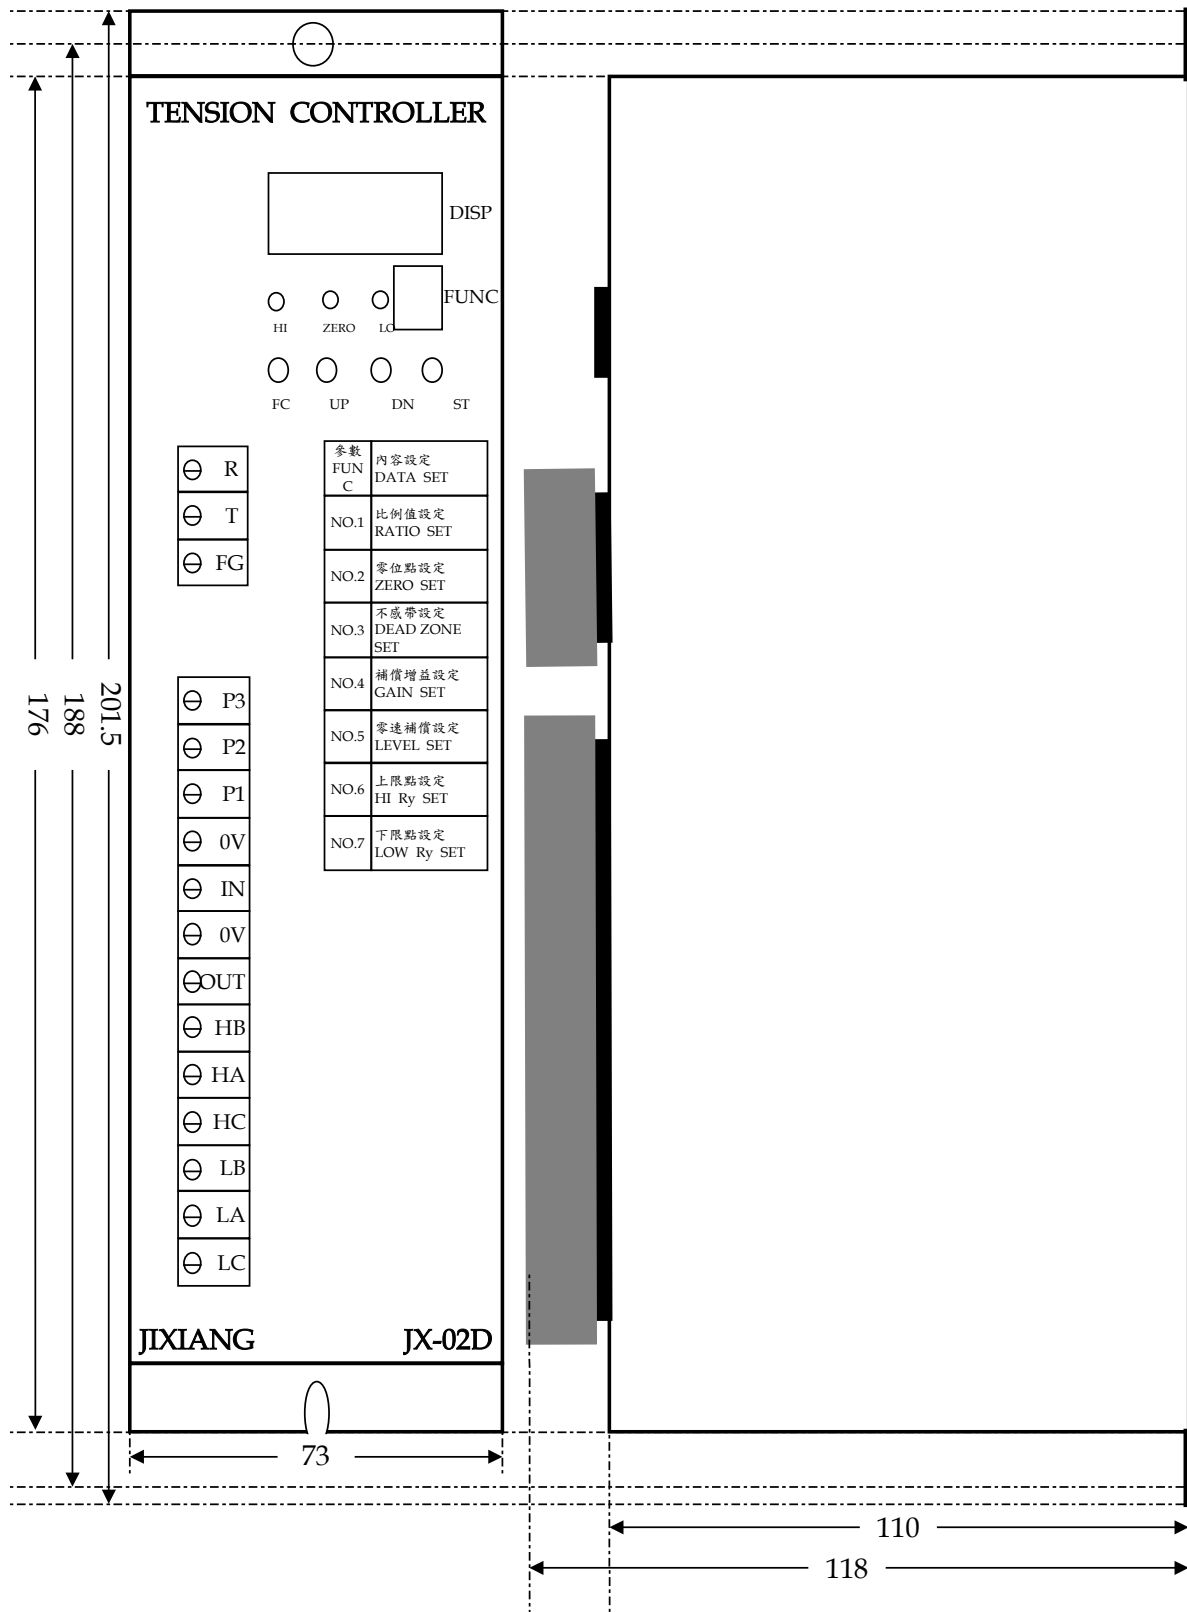 TENSION CONTROLLER
DISP
FUNC
HI ZERO LO
FC UP DN ST
R
T
FG
參數
FUN
C
內容設定
DATA SET
NO.1
比例值設定
RATIO SET
NO.2
零位點設定
ZERO SET
NO.3
不感帶設定
DEAD ZONE
SET
NO.4
補償增益設定
GAIN SET
NO.5
零速補償設定
LEVEL SET
NO.6
上限點設定
HI Ry SET
NO.7
下限點設定
LOW Ry SET
P3
P2
P1
0V
IN
0V
OUT
HB
HA
HC
LB
LA
LC
176
188
201.5
JIXIANG JX-02D
73
110
118